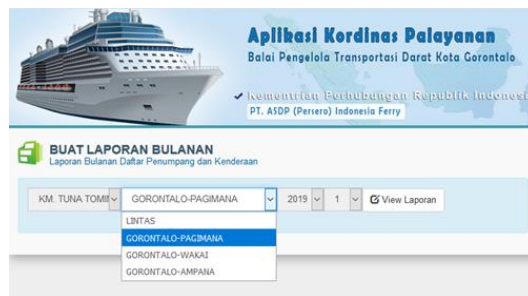 Aplikasi Kordinas Palayanan
Balai Pengelola Transportasi Darat Kota Gorontalo
Kementrian Perhubungan Republik Indonesi
PT. ASDP (Persero) Indonesia Ferry
BUAT LAPORAN BULANAN
Laporan Bulanan Daftar Penumpang dan Kenderaan
KM. TUNA TOMI GORONTALO-PAGIMANA 2019 1 View Laporan
LINTAS
GORONTALO-PAGIMANA
GORONTALO-WAKAI
GORONTALO-AMPANA